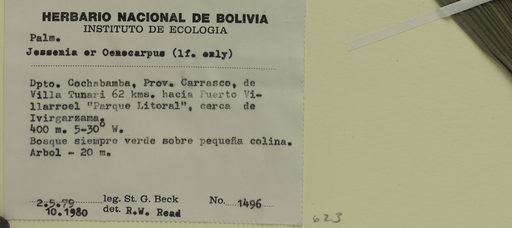 HERBARIO NACIONAL DE BOLIVIA
INSTITUTO DE ECOLOGIA
Palm.
Jessenia or Oenocarpus (lf. only)
Dpto. Cochabamba, Prov. Carrasco, de
Villa Tunari 62 kms. hacia Puerto Vi-
llarroel "Parque Litoral", cerca de
Ivirgarzama.
400 m. 5-30° W.
Bosque siempre verde sobre pequeña colina.
Arbol - 20 m.
2.5.79 leg. St. G. Beck No. 1496
10.1980 det. R.W. Read
623